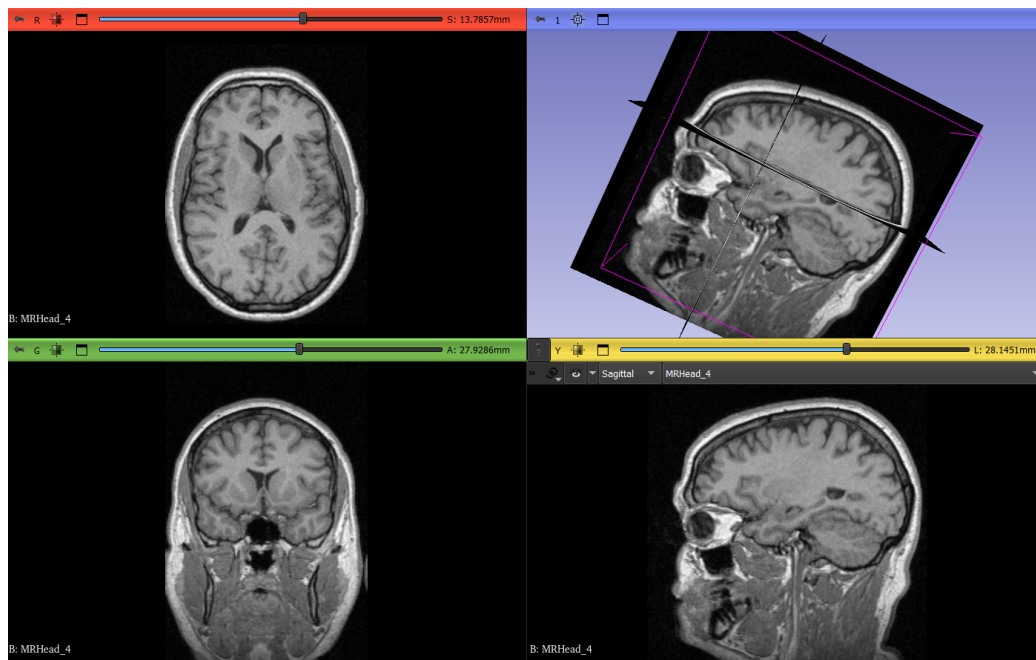 R S: 13.7857mm
1
B: MRHead_4
G A: 27.9286mm
Y L: 28.1451mm
» Sagittal MRHead_4
B: MRHead_4
B: MRHead_4